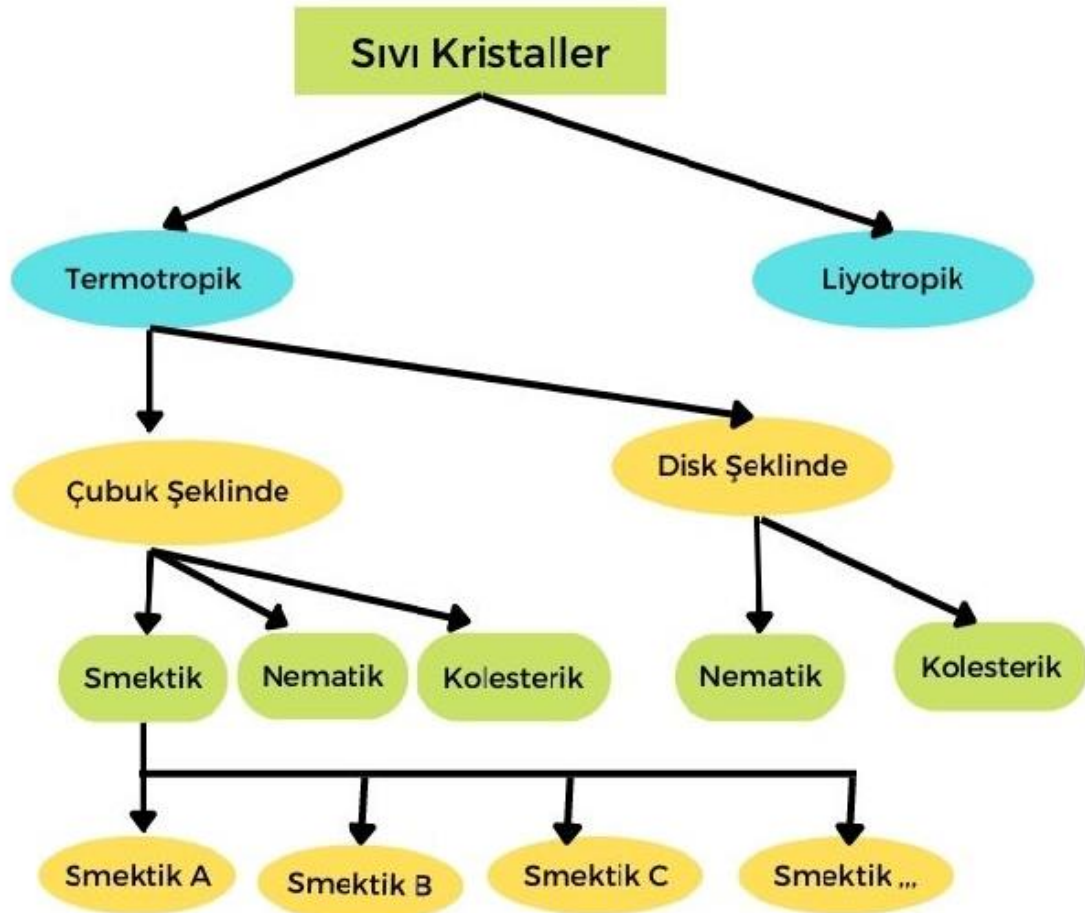 Sıvı Kristaller
Termotropik
Liyotropik
Çubuk Şeklinde
Disk Şeklinde
Smektik
Nematik
Kolesterik
Nematik
Kolesterik
Smektik A
Smektik B
Smektik C
Smektik ,,,